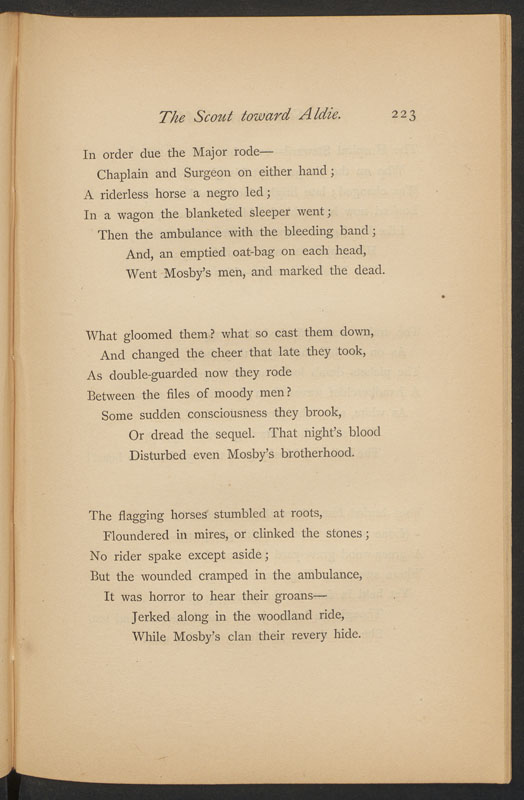 The Scout toward Aldie. 223
In order due the Major rode—
Chaplain and Surgeon on either hand;
A riderless horse a negro led;
In a wagon the blanketed sleeper went;
Then the ambulance with the bleeding band;
And, an emptied oat-bag on each head,
Went Mosby's men, and marked the dead.
What gloomed them? what so cast them down,
And changed the cheer that late they took,
As double-guarded now they rode
Between the files of moody men?
Some sudden consciousness they brook,
Or dread the sequel. That night's blood
Disturbed even Mosby's brotherhood.
The flagging horses stumbled at roots,
Floundered in mires, or clinked the stones;
No rider spake except aside;
But the wounded cramped in the ambulance,
It was horror to hear their groans—
Jerked along in the woodland ride,
While Mosby's clan their revery hide.